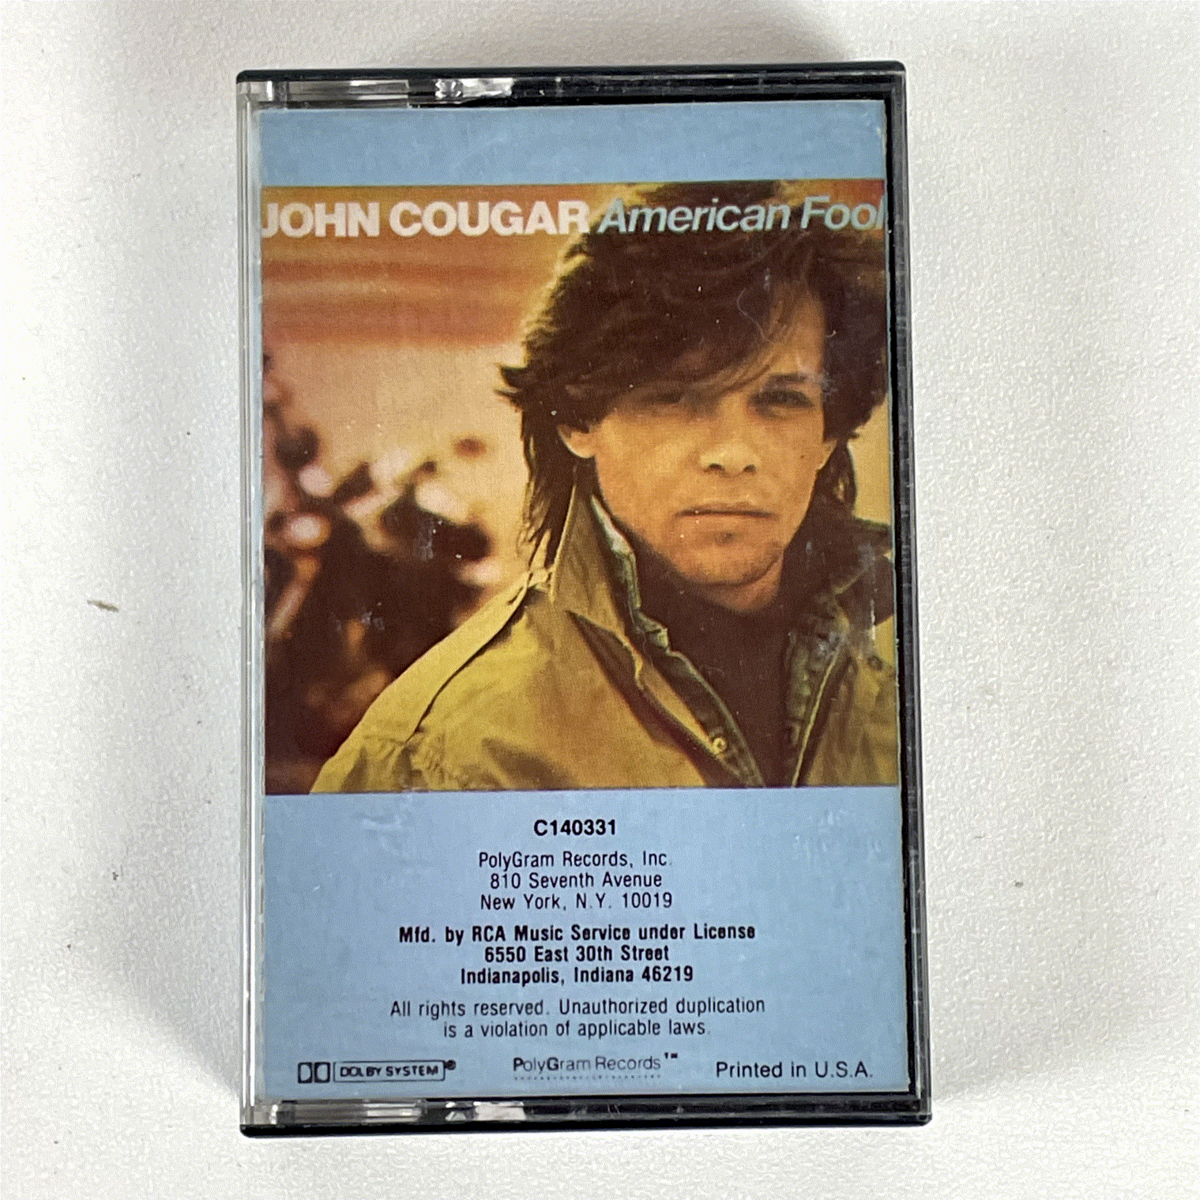 JOHN COUGAR American Fool
C140331
PolyGram Records, Inc.
810 Seventh Avenue
New York, N.Y. 10019
Mfd. by RCA Music Service under License
6550 East 30th Street
Indianapolis, Indiana 46219
All rights reserved. Unauthorized duplication
is a violation of applicable laws.
DOLBY SYSTEM® PolyGram Records™ Printed in U.S.A.